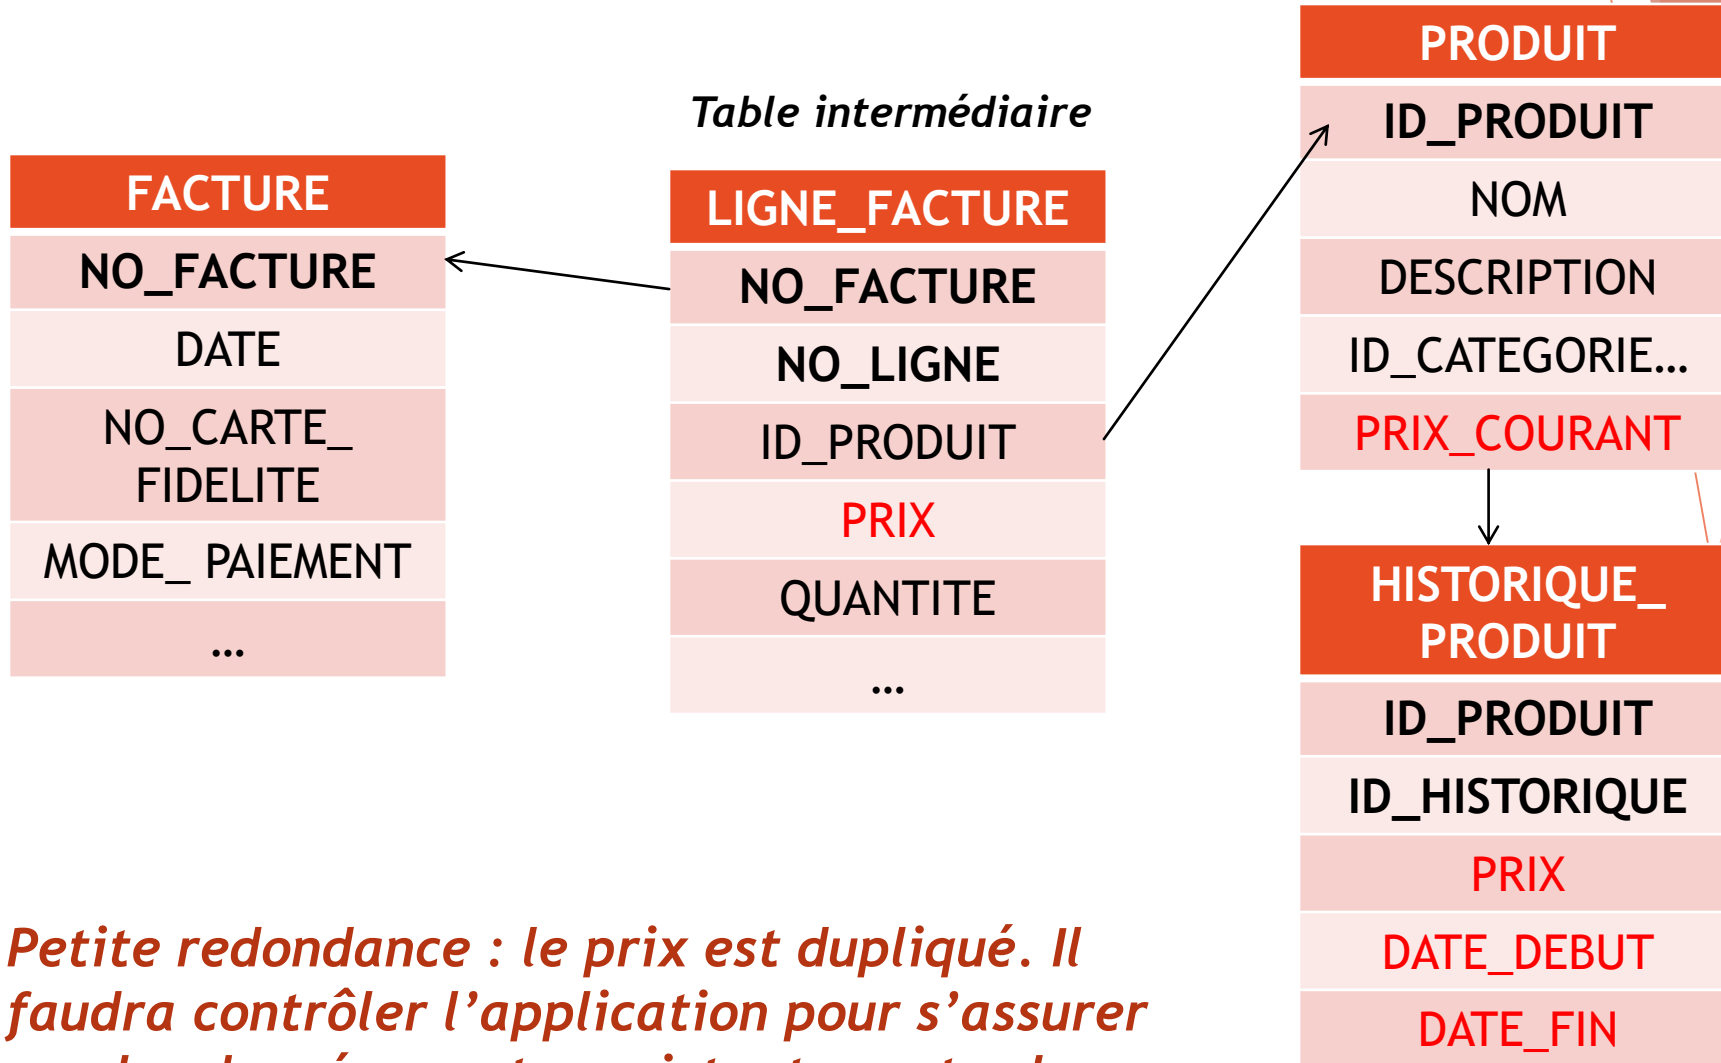 Table intermédiaire
FACTURE
NO_FACTURE
DATE
NO_CARTE_
FIDELITE
MODE_ PAIEMENT
...
LIGNE_FACTURE
NO_FACTURE
NO_LIGNE
ID_PRODUIT
PRIX
QUANTITE
...
PRODUIT
ID_PRODUIT
NOM
DESCRIPTION
ID_CATEGORIE...
PRIX_COURANT
HISTORIQUE_
PRODUIT
ID_PRODUIT
ID_HISTORIQUE
PRIX
DATE_DEBUT
DATE_FIN
Petite redondance : le prix est dupliqué. Il
faudra contrôler l’application pour s’assurer